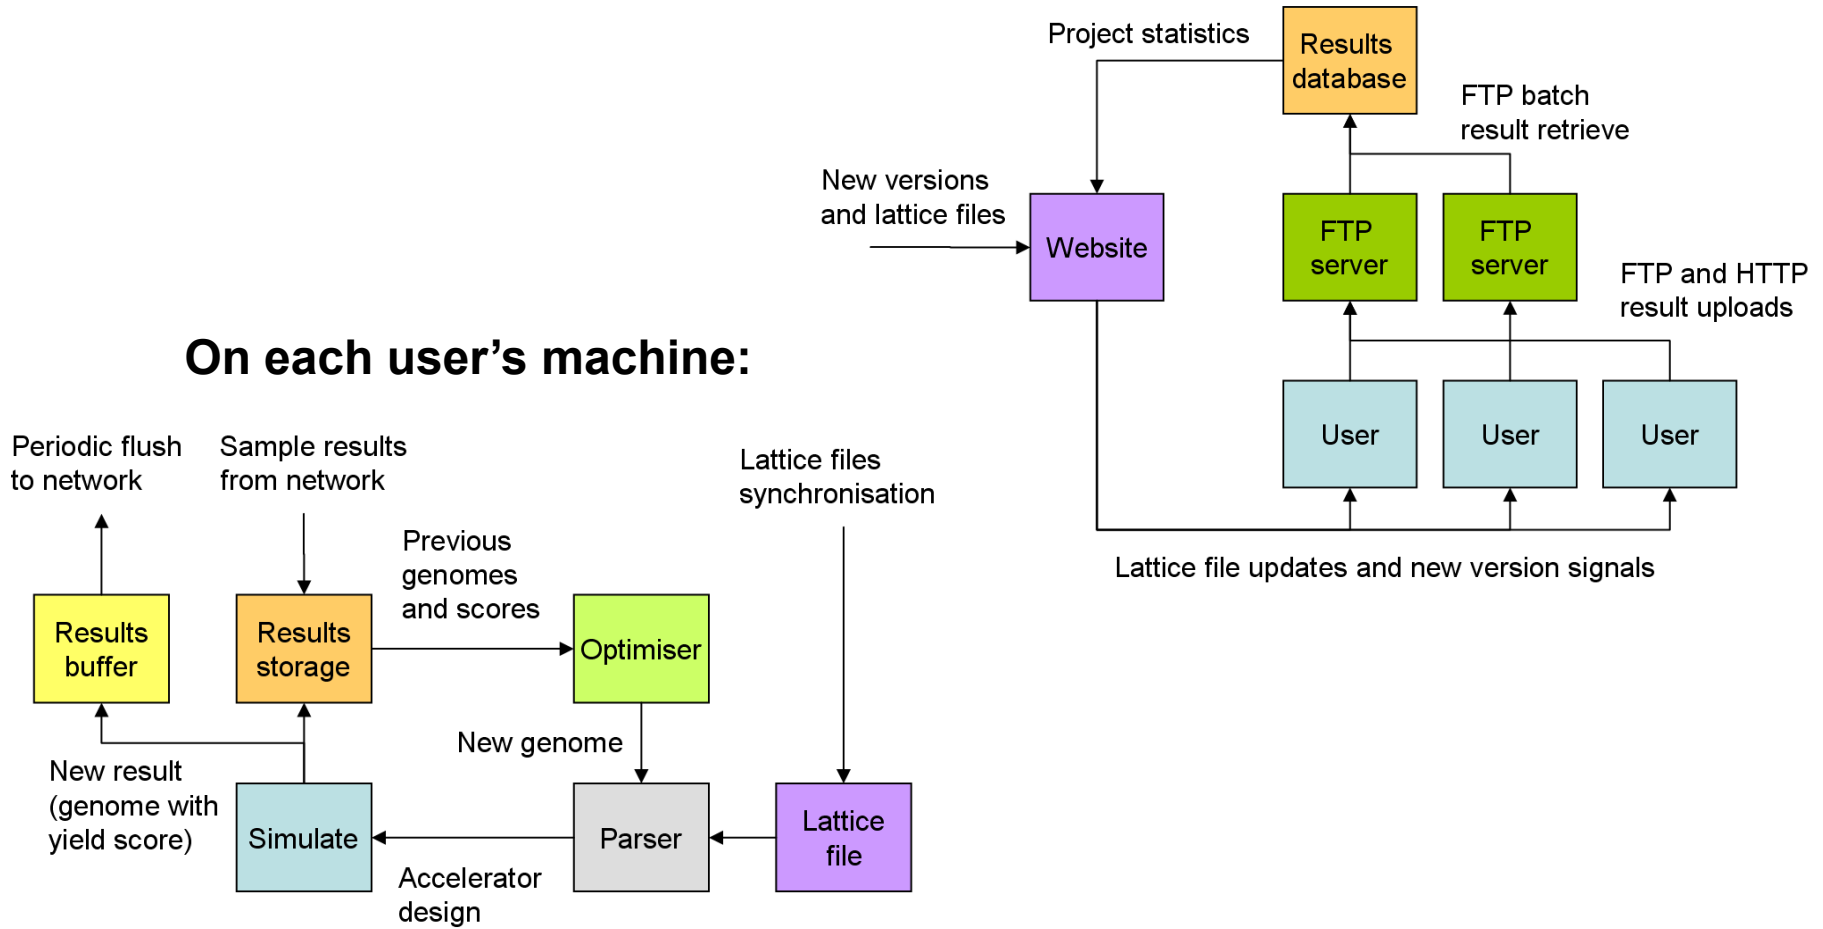 Project statistics
Results
database
FTP batch
result retrieve
New versions
and lattice files
Website
FTP
server
FTP
server
FTP and HTTP
result uploads
User
User
User
Lattice file updates and new version signals
On each user’s machine:
Periodic flush
to network
Sample results
from network
Lattice files
synchronisation
Previous
genomes
and scores
Results
buffer
Results
storage
Optimiser
New genome
New result
(genome with
yield score)
Simulate
Parser
Lattice
file
Accelerator
design